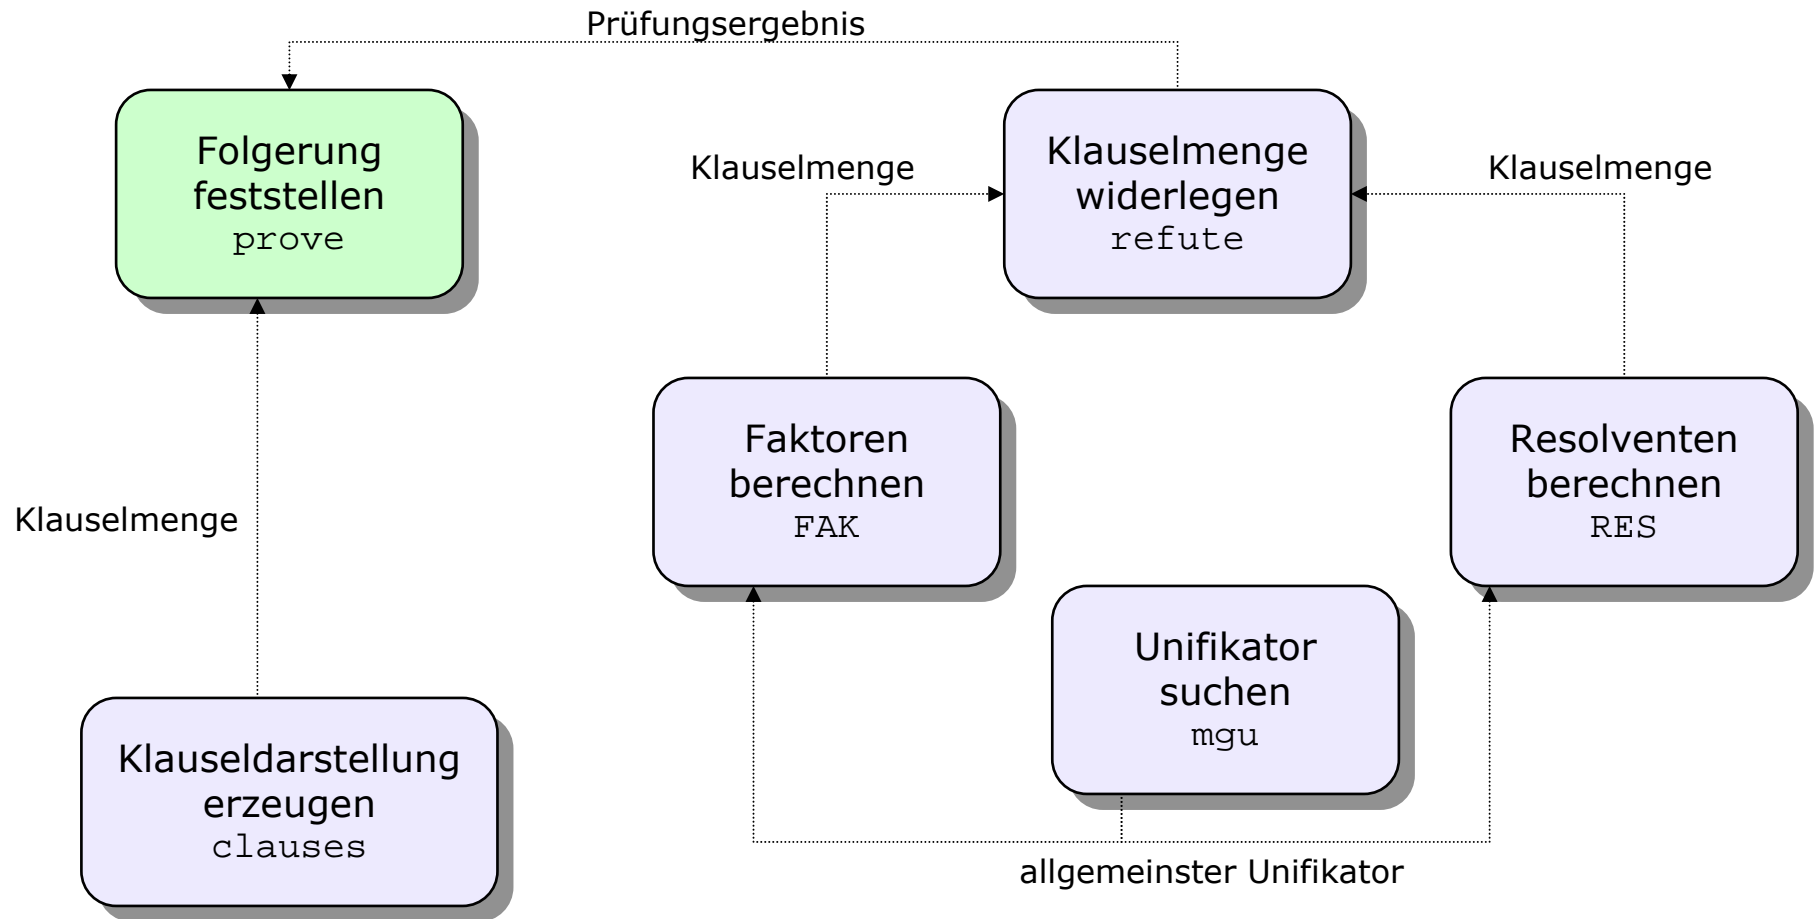 Prüfungsergebnis
Folgerung
feststellen
prove
Klauselmenge
Klauselmenge
widerlegen
refute
Klauselmenge
Faktoren
berechnen
FAK
Resolventen
berechnen
RES
Klauselmenge
Unifikator
suchen
mgu
Klauseldarstellung
erzeugen
clauses
allgemeinster Unifikator